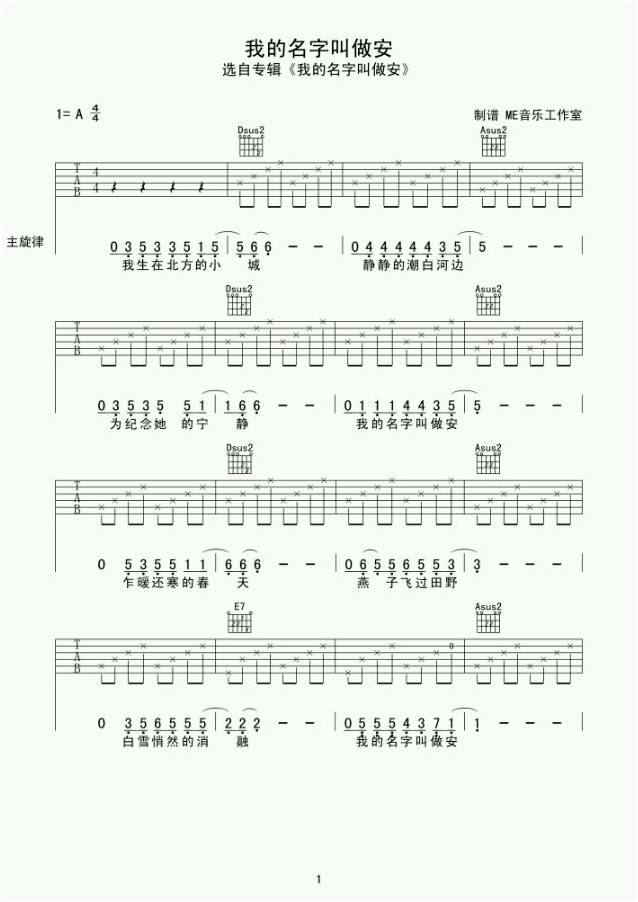 我的名字叫做安
选自专辑《我的名字叫做安》
1= A 4/4 制谱 ME音乐工作室
Dsus2 Asus2
T A B 4 4
主旋律 0 3 5 3 3 5 1 5 5 6 6 - - 0 4 4 4 4 4 3 5 5 - -
我生在北方的小 城 静静的潮白河边
Dsus2 Asus2
T A B
0 3 5 3 5 5 1 1 6 6 - - 0 1 1 1 4 4 3 5 5 - -
为纪念她 的宁 静 我的名字叫做安
Dsus2 Asus2
T A B
0 5 3 5 5 1 1 6 6 6 - - 0 6 5 5 6 5 5 3 3 - -
乍暖还寒的春 天 燕 子飞过田野
E7 Asus2
T A B 0
0 3 5 6 5 5 5 2 2 2 - - 0 5 5 5 4 3 7 1 1 - -
白雪悄然的消 融 我的名字叫做安
1